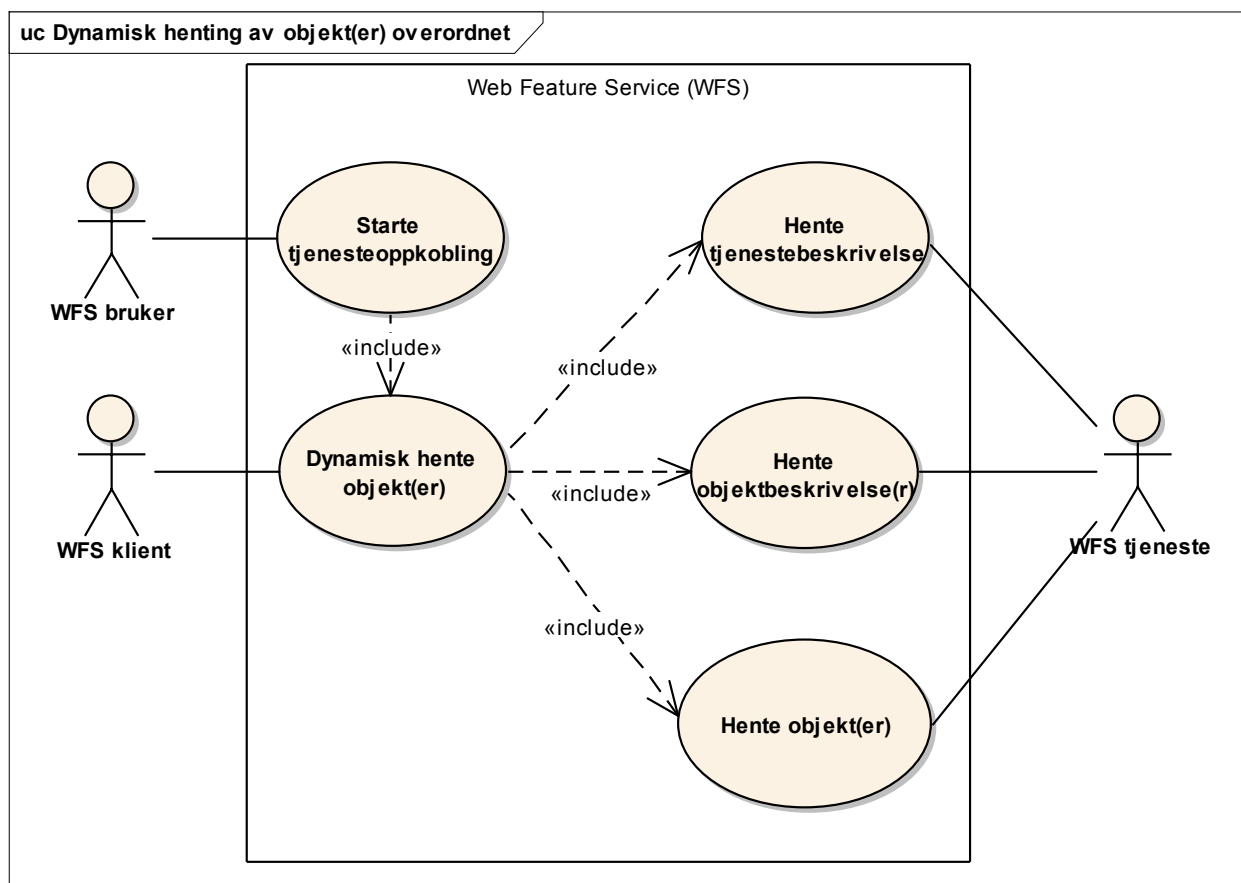 uc Dynamisk henting av objekt(er) overordnet
Web Feature Service (WFS)
Starte
tjenesteoppkobling
Hente
tjenestebeskrivelse
WFS bruker
«include»
«include»
Dynamisk hente
objekt(er)
«include»
Hente
objektbeskrivelse(r)
WFS klient
WFS tjeneste
«include»
Hente objekt(er)